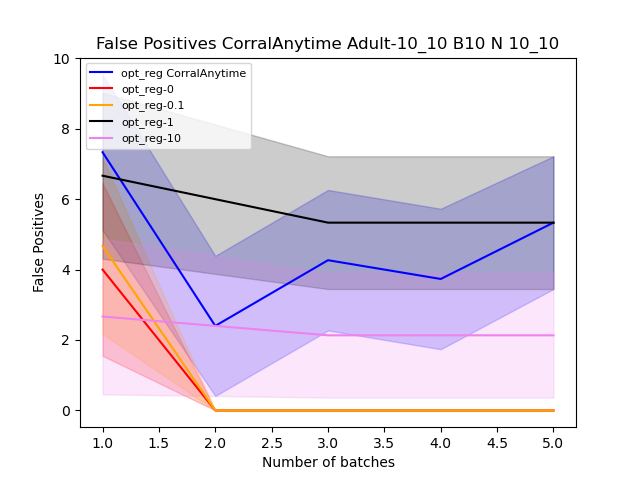 False Positives CorralAnytime Adult-10_10 B10 N 10_10
opt_reg CorralAnytime
opt_reg-0
opt_reg-0.1
opt_reg-1
opt_reg-10
10
8
6
4
2
0
False Positives
1.0 1.5 2.0 2.5 3.0 3.5 4.0 4.5 5.0
Number of batches